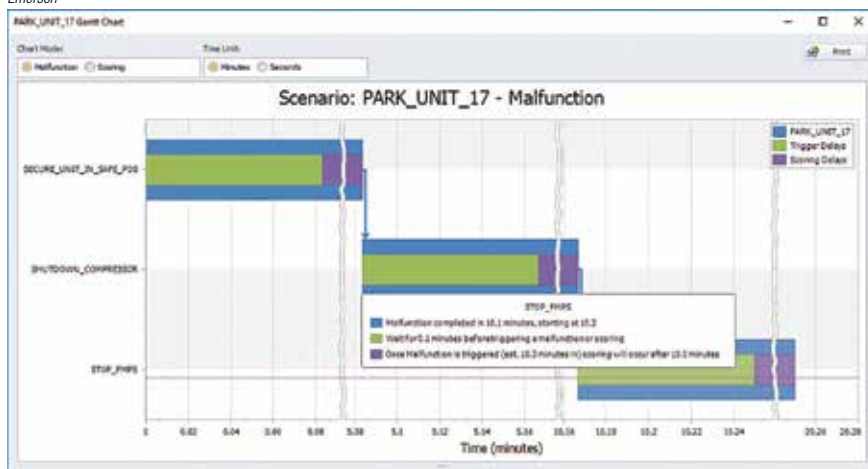 Emerson
PARK_UNIT_17 Gantt Chart
Chart Mode: Time Unit:
Malfunction Scoring Minutes Seconds Print
Scenario: PARK_UNIT_17 - Malfunction
PARK_UNIT_17
Trigger Delays
Scoring Delays
SECURE_UNIT_IN_SAFE_POS
SHUTDOWN_COMPRESSOR
STOP_PMPS
Malfunction completed in 10.1 minutes, starting at 10.2
Wait for 0.1 minutes before triggering a malfunction or scoring
Once Malfunction is triggered (est. 10.3 minutes in) scoring will occur after 10.0 minutes
STOP_PMPS
0 0.02 0.04 0.06 0.08 5.08 5.1 5.12 5.14 5.16 10.16 10.18 10.2 10.22 10.24 20.26 20.28
Time (minutes)